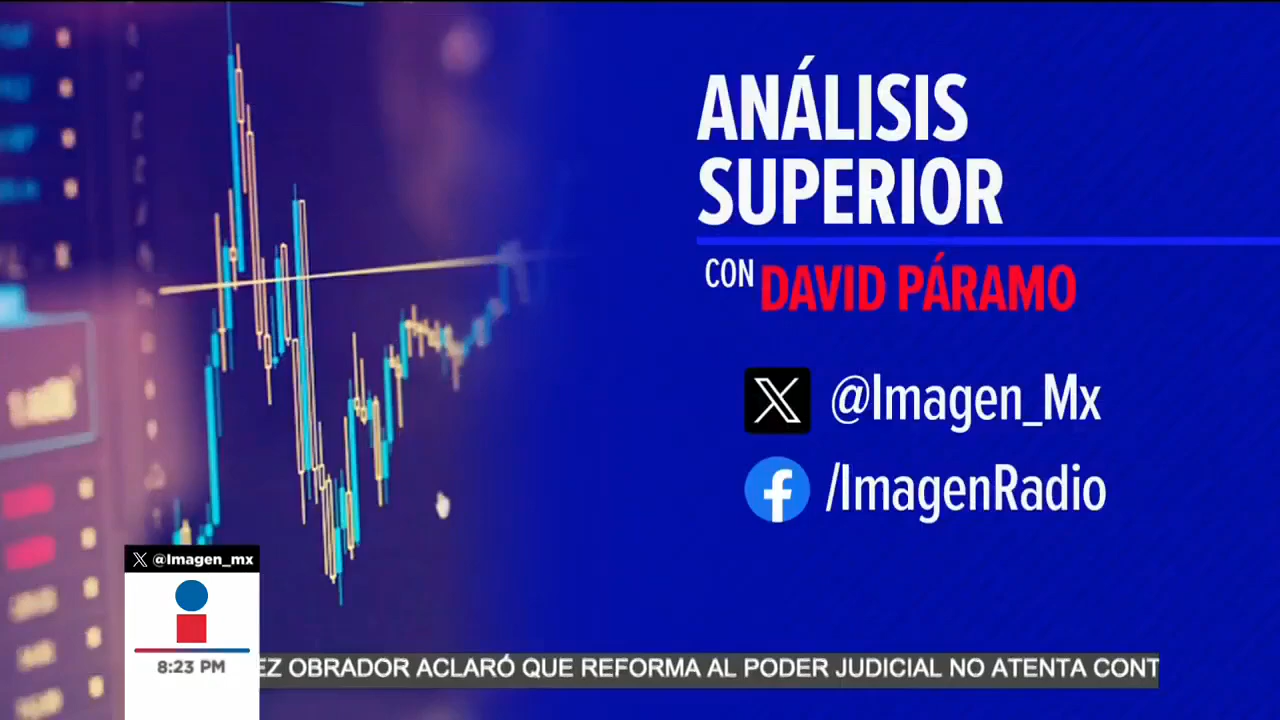 ANÁLISIS
SUPERIOR
CON DAVID PÁRAMO
@Imagen_Mx
/ImagenRadio
@Imagen_mx
8:23 PM
EZ OBRADOR ACLARÓ QUE REFORMA AL PODER JUDICIAL NO ATENTA CONT